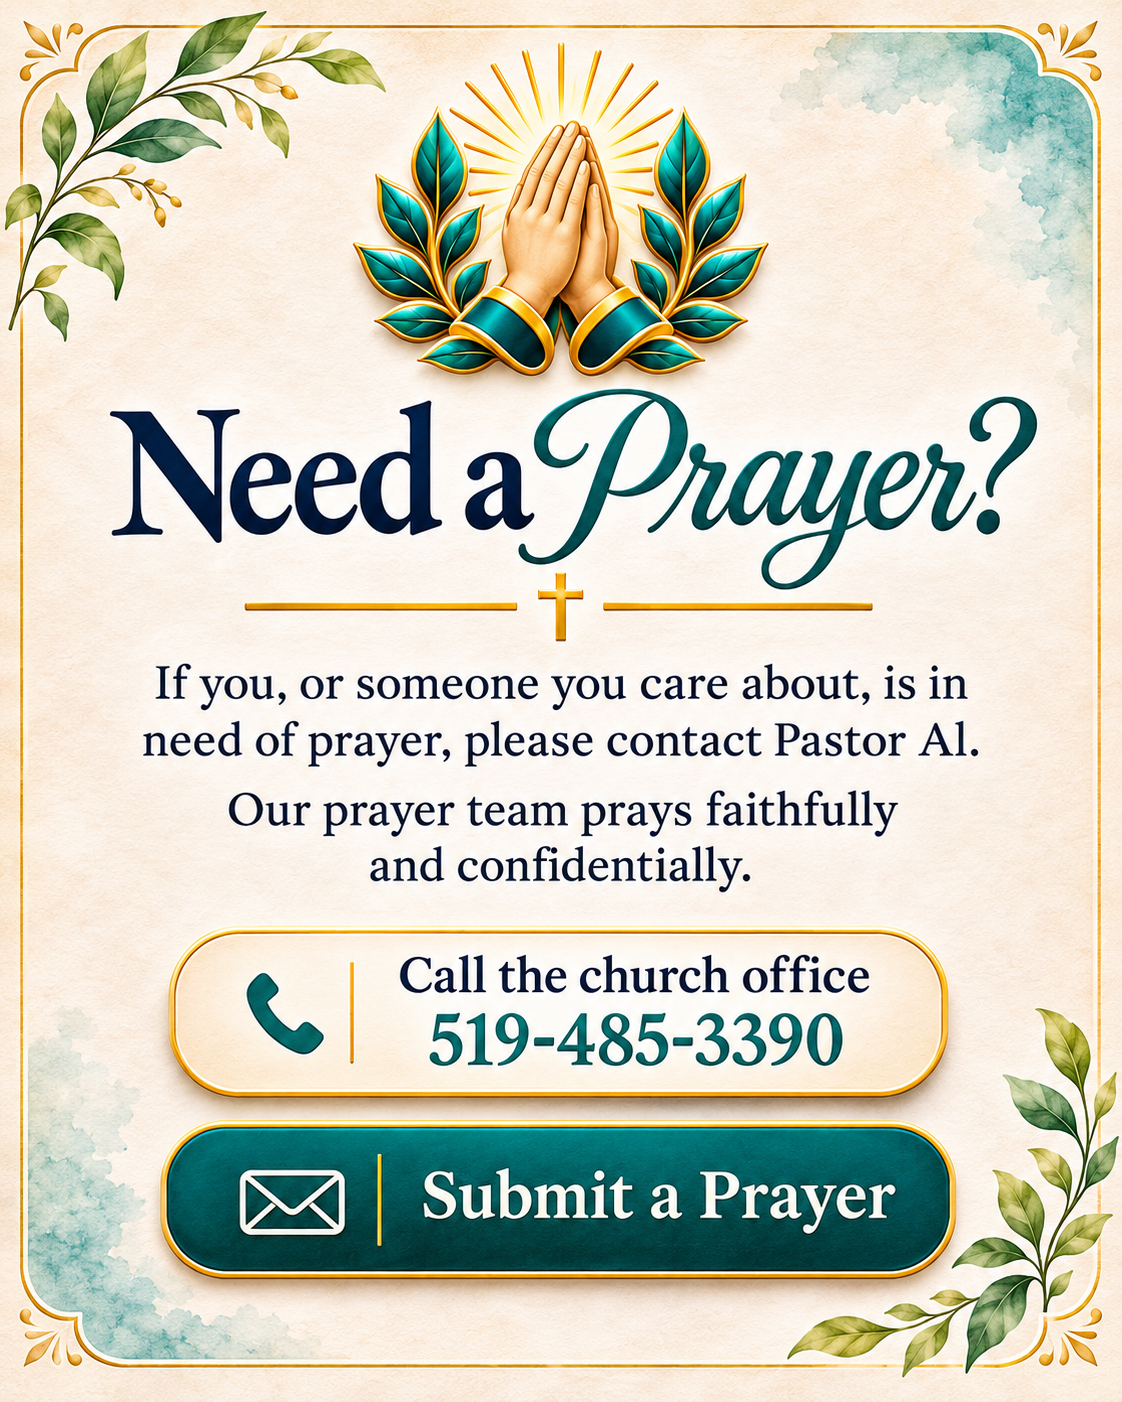 Need a Prayer?
If you, or someone you care about, is in
need of prayer, please contact Pastor Al.
Our prayer team prays faithfully
and confidentially.
Call the church office
519-485-3390
Submit a Prayer